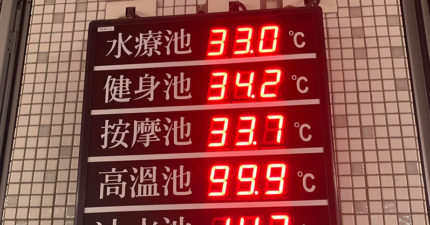 水療池 33.0 ℃
健身池 34.2 ℃
按摩池 33.7 ℃
高溫池 99.9 ℃